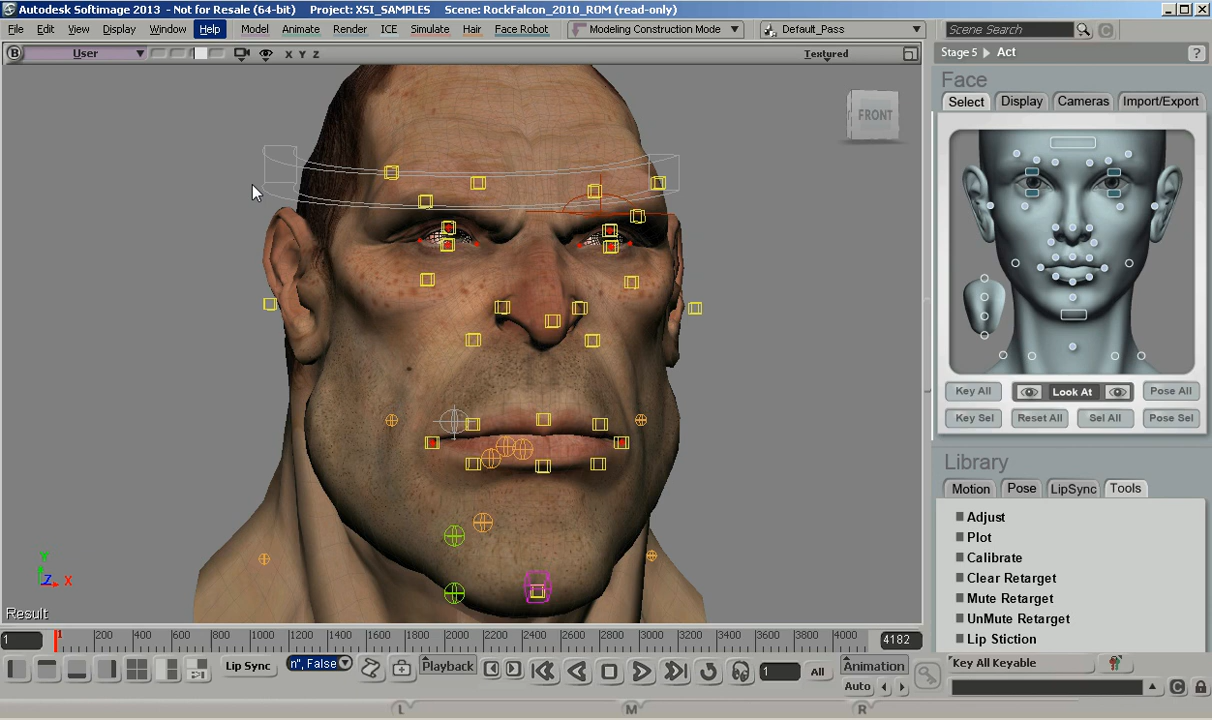 Autodesk Softimage 2013 - Not for Resale (64-bit) Project: XSI_SAMPLES Scene: RockFalcon_2010_ROM (read-only)
File Edit View Display Window Help Model Animate Render ICE Simulate Hair Face Robot Modeling Construction Mode Default_Pass Scene Search
B User X Y Z Textured
Stage 5 Act ?
Face
Select Display Cameras Import/Export
FRONT
Key All Look At Pose All
Key Sel Reset All Sel All Pose Sel
Library
Motion Pose LipSync Tools
Adjust
Plot
Calibrate
Clear Retarget
Mute Retarget
UnMute Retarget
Lip Stiction
Y
Z X
Result
1 1 200 400 600 800 1000 1200 1400 1600 1800 2000 2200 2400 2600 2800 3000 3200 3400 3600 3800 4000 4182
Lip Sync n", False Playback 1 All Animation Key All Keyable
Auto
L M R